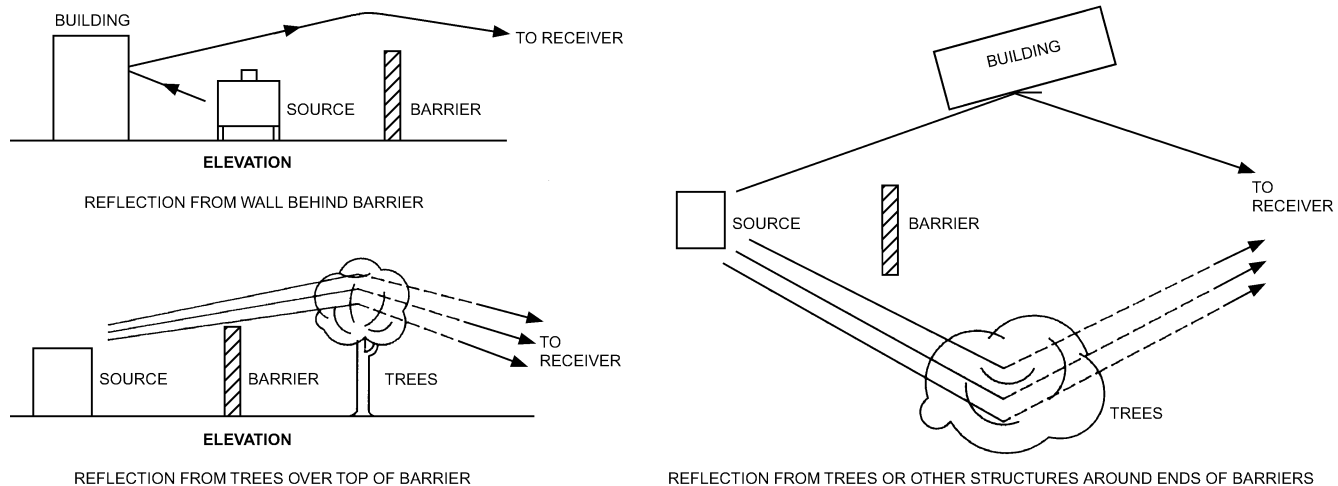 BUILDING
TO RECEIVER
SOURCE
BARRIER
ELEVATION
REFLECTION FROM WALL BEHIND BARRIER
SOURCE
BARRIER
TREES
TO
RECEIVER
ELEVATION
REFLECTION FROM TREES OVER TOP OF BARRIER
BUILDING
SOURCE
BARRIER
TO
RECEIVER
TREES
REFLECTION FROM TREES OR OTHER STRUCTURES AROUND ENDS OF BARRIERS